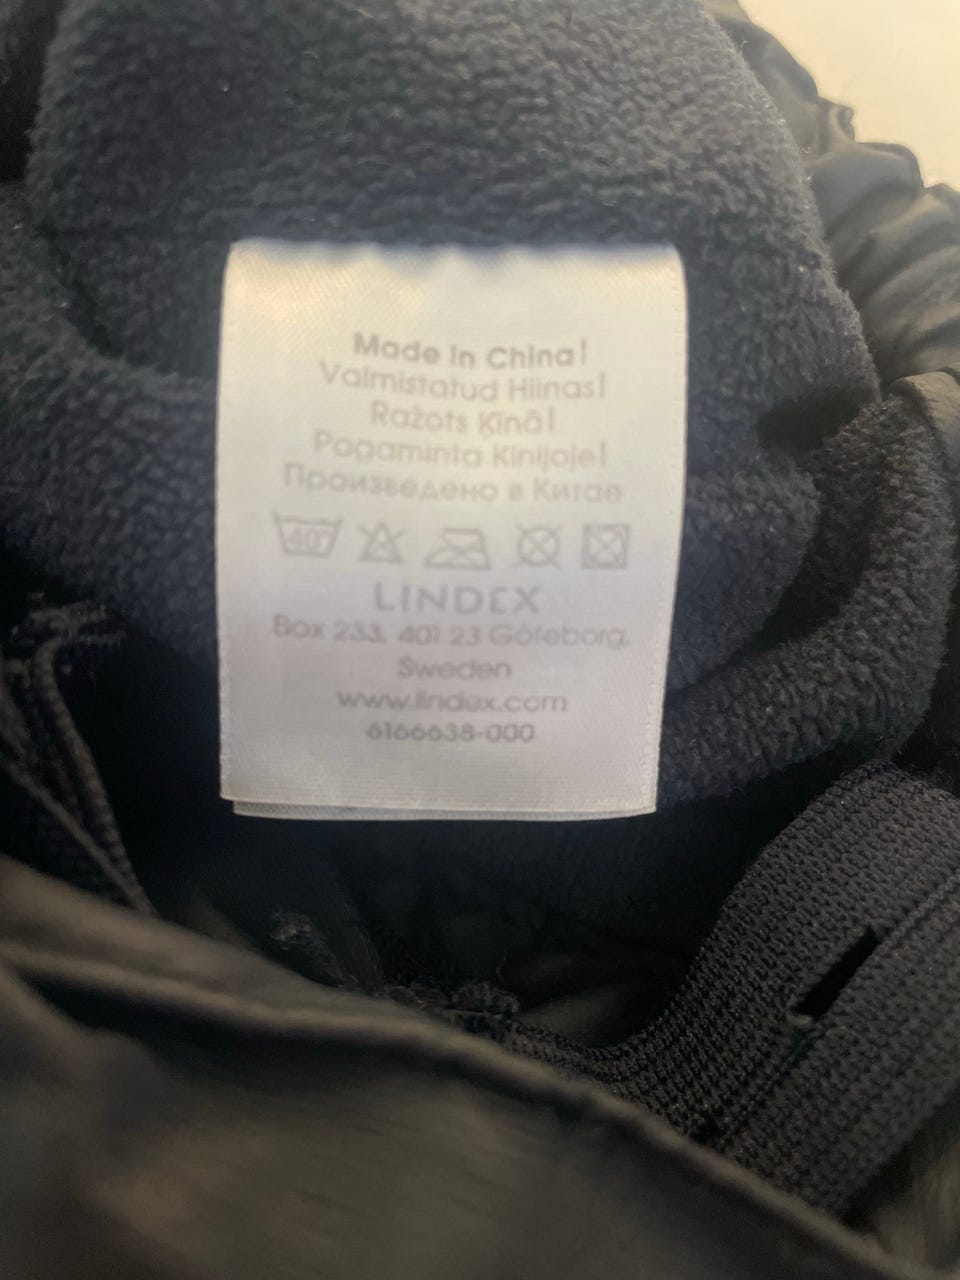 Made in China!
Valmistatud Hiinas!
Ražots Ķīnā!
Pagaminta Kinijoje!
Произведено в Китае
40°
LINDEX
Box 233, 401 23 Göteborg,
Sweden
www.lindex.com
6166638-000